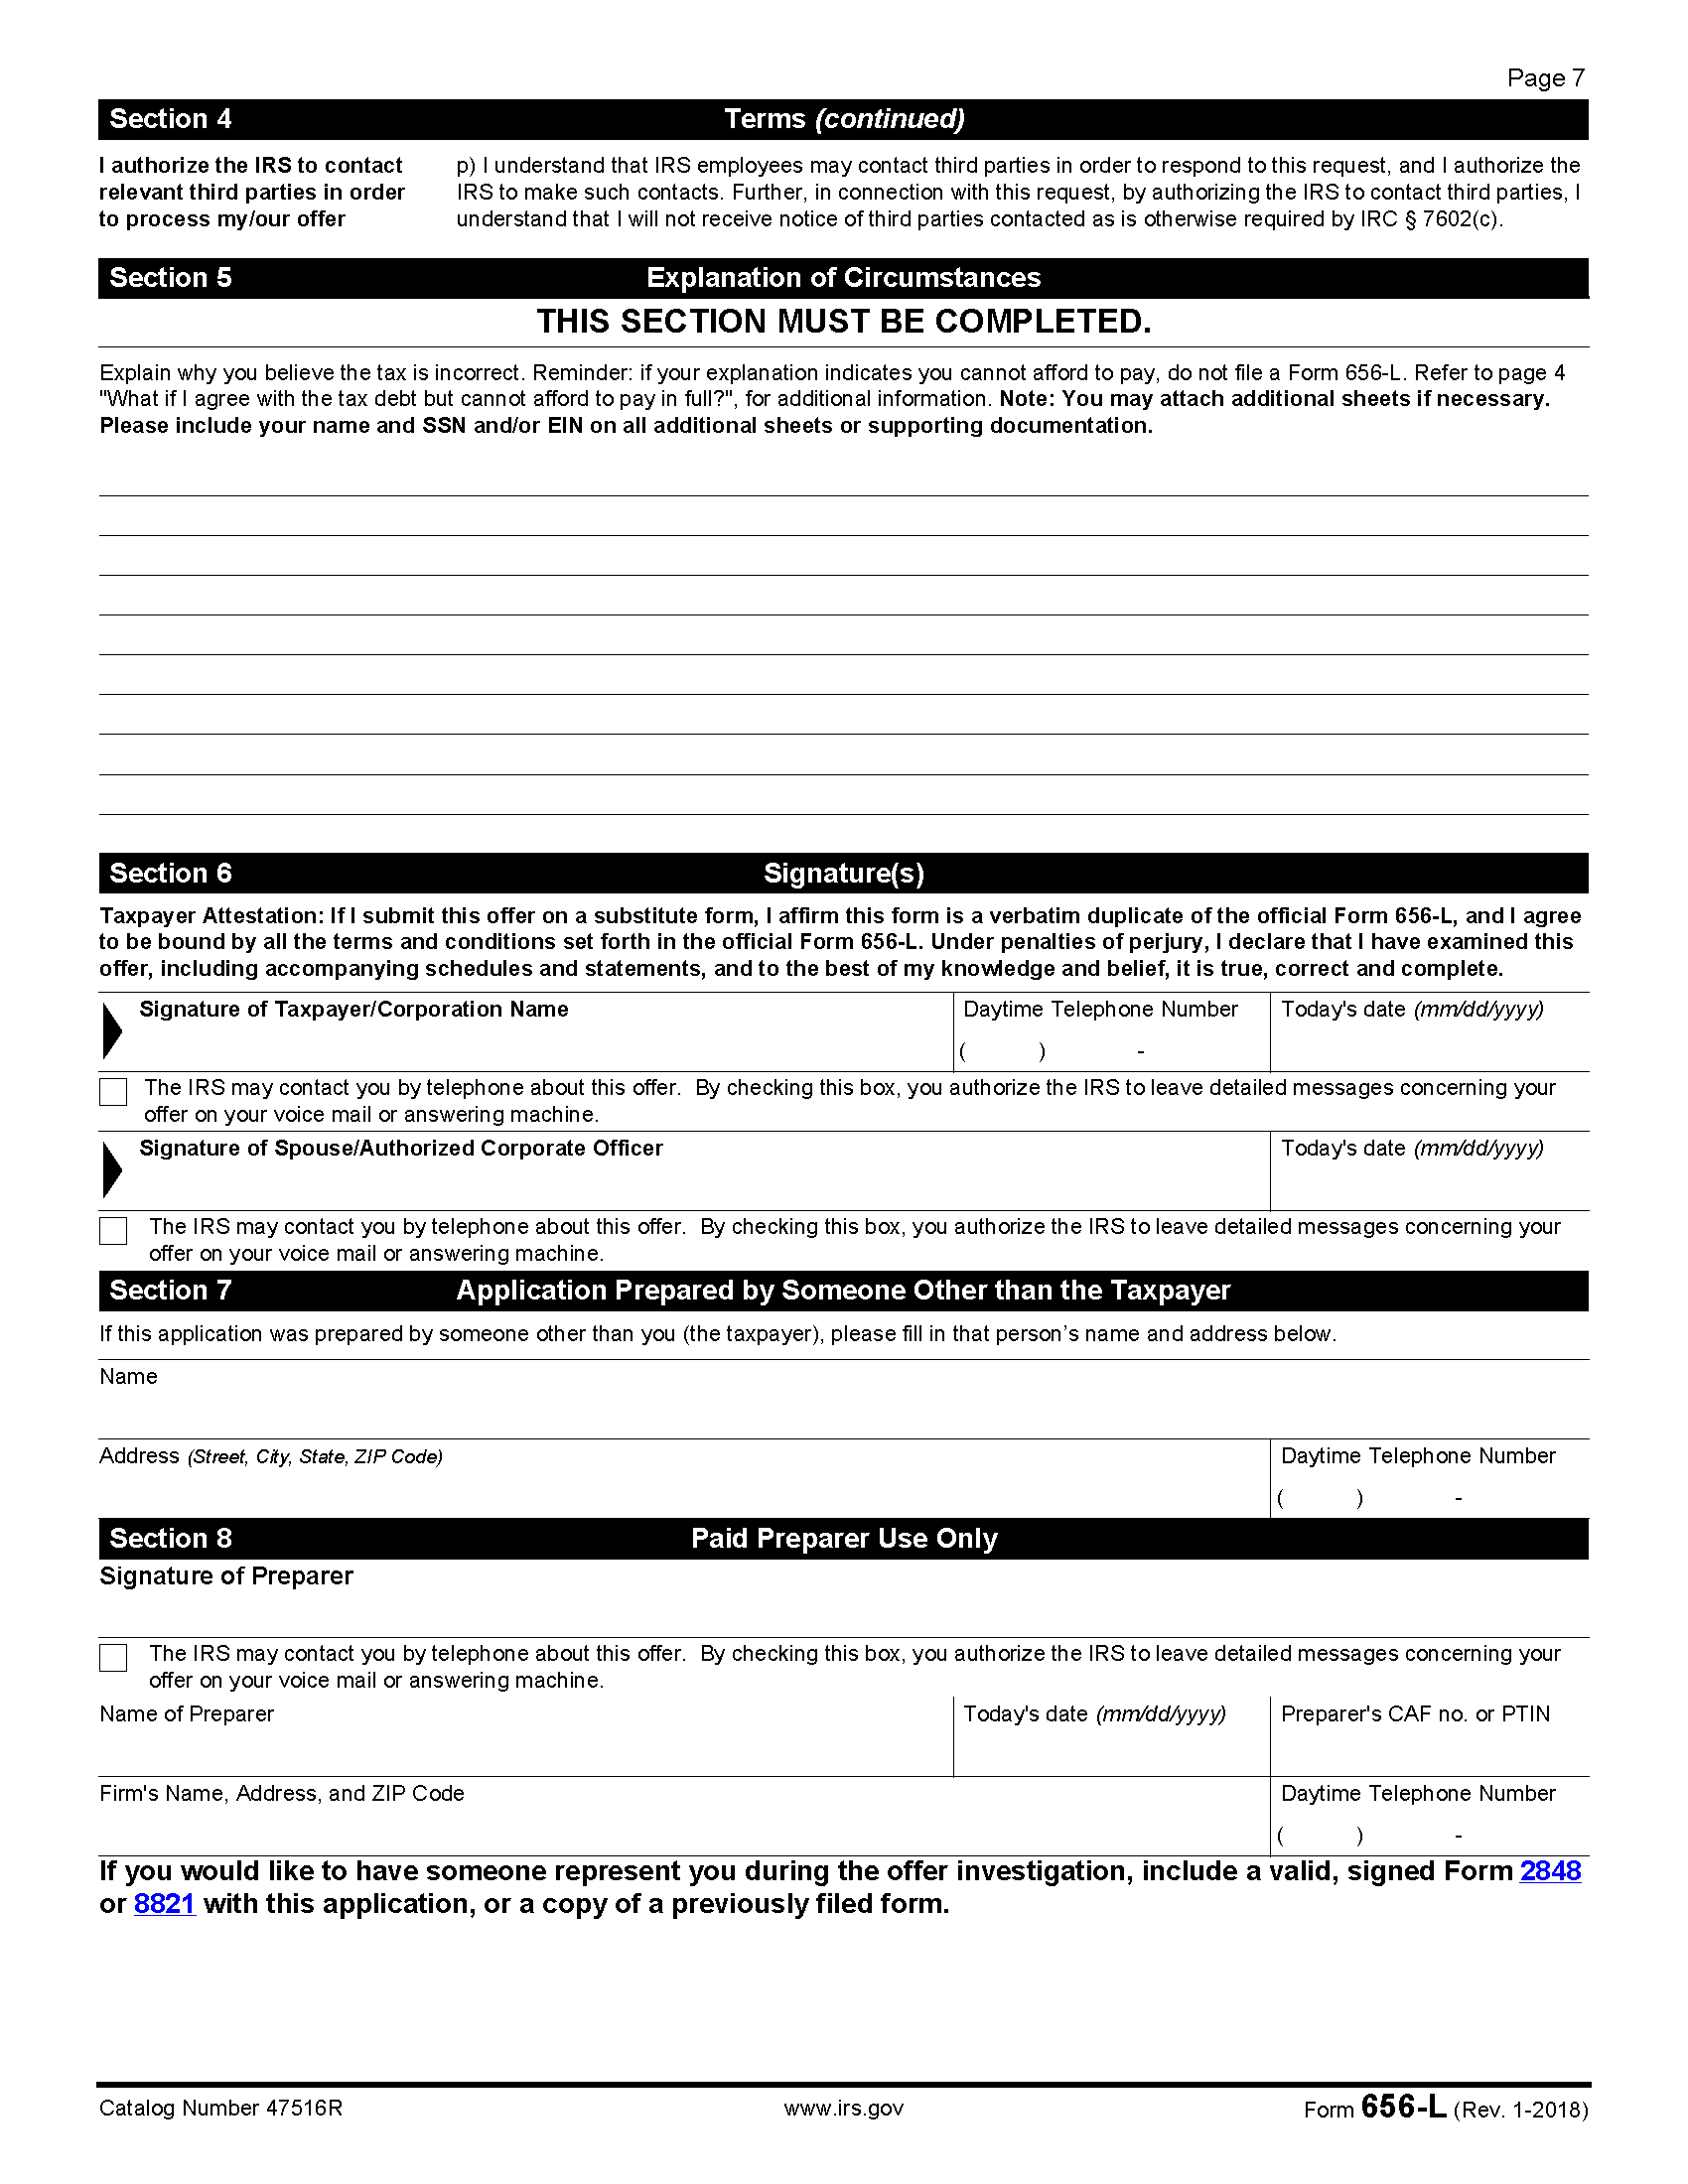 Page 7
Section 4 Terms (continued)
I authorize the IRS to contact
relevant third parties in order
to process my/our offer
p) I understand that IRS employees may contact third parties in order to respond to this request, and I authorize the
IRS to make such contacts. Further, in connection with this request, by authorizing the IRS to contact third parties, I
understand that I will not receive notice of third parties contacted as is otherwise required by IRC § 7602(c).
Section 5 Explanation of Circumstances
THIS SECTION MUST BE COMPLETED.
Explain why you believe the tax is incorrect. Reminder: if your explanation indicates you cannot afford to pay, do not file a Form 656-L. Refer to page 4
"What if I agree with the tax debt but cannot afford to pay in full?", for additional information. Note: You may attach additional sheets if necessary.
Please include your name and SSN and/or EIN on all additional sheets or supporting documentation.
Section 6 Signature(s)
Taxpayer Attestation: If I submit this offer on a substitute form, I affirm this form is a verbatim duplicate of the official Form 656-L, and I agree
to be bound by all the terms and conditions set forth in the official Form 656-L. Under penalties of perjury, I declare that I have examined this
offer, including accompanying schedules and statements, and to the best of my knowledge and belief, it is true, correct and complete.
Signature of Taxpayer/Corporation Name Daytime Telephone Number Today's date (mm/dd/yyyy)
( ) -
The IRS may contact you by telephone about this offer. By checking this box, you authorize the IRS to leave detailed messages concerning your
offer on your voice mail or answering machine.
Signature of Spouse/Authorized Corporate Officer Today's date (mm/dd/yyyy)
The IRS may contact you by telephone about this offer. By checking this box, you authorize the IRS to leave detailed messages concerning your
offer on your voice mail or answering machine.
Section 7 Application Prepared by Someone Other than the Taxpayer
If this application was prepared by someone other than you (the taxpayer), please fill in that person's name and address below.
Name
Address (Street, City, State, ZIP Code) Daytime Telephone Number
( ) -
Section 8 Paid Preparer Use Only
Signature of Preparer
The IRS may contact you by telephone about this offer. By checking this box, you authorize the IRS to leave detailed messages concerning your
offer on your voice mail or answering machine.
Name of Preparer Today's date (mm/dd/yyyy) Preparer's CAF no. or PTIN
Firm's Name, Address, and ZIP Code Daytime Telephone Number
( ) -
If you would like to have someone represent you during the offer investigation, include a valid, signed Form 2848
or 8821 with this application, or a copy of a previously filed form.
Catalog Number 47516R www.irs.gov Form 656-L (Rev. 1-2018)